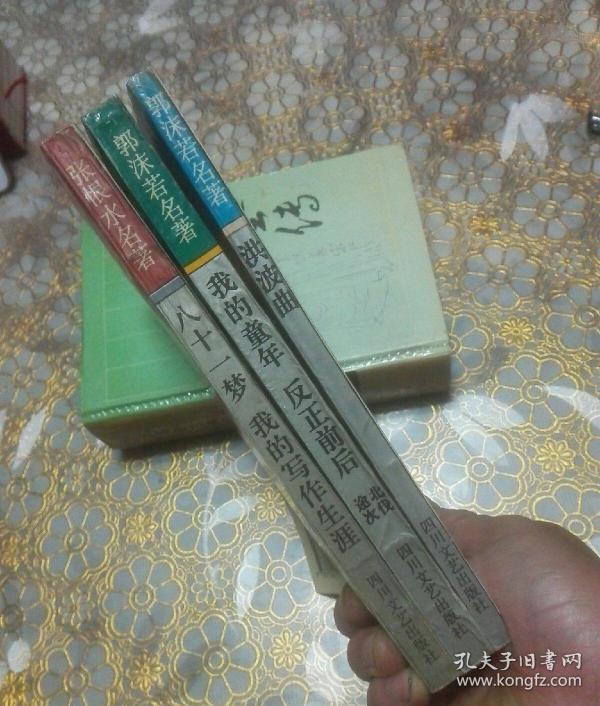 张恨水名著
八十一梦 我的写作生涯
四川文艺出版社
郭沫若名著
我的童年 反正前后
北伐
途次
四川文艺出版社
郭沫若名著
洪波曲
四川文艺出版社
孔夫子旧书网
www.kongfz.com